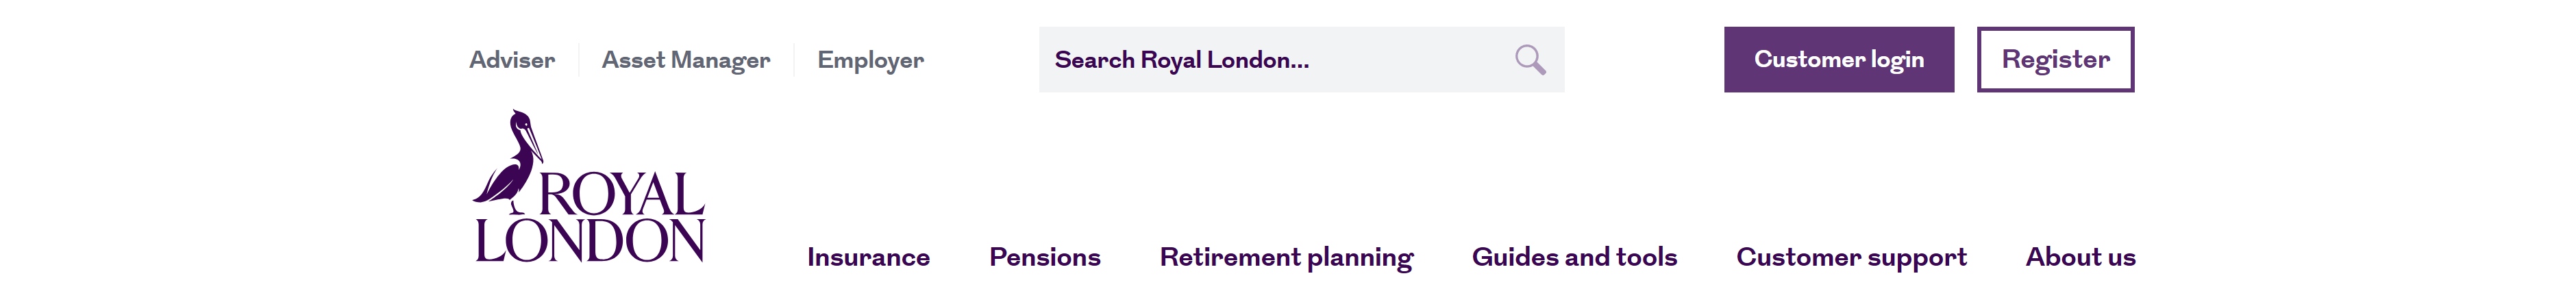 Adviser Asset Manager Employer Search Royal London... Customer login Register
ROYAL
LONDON
Insurance Pensions Retirement planning Guides and tools Customer support About us